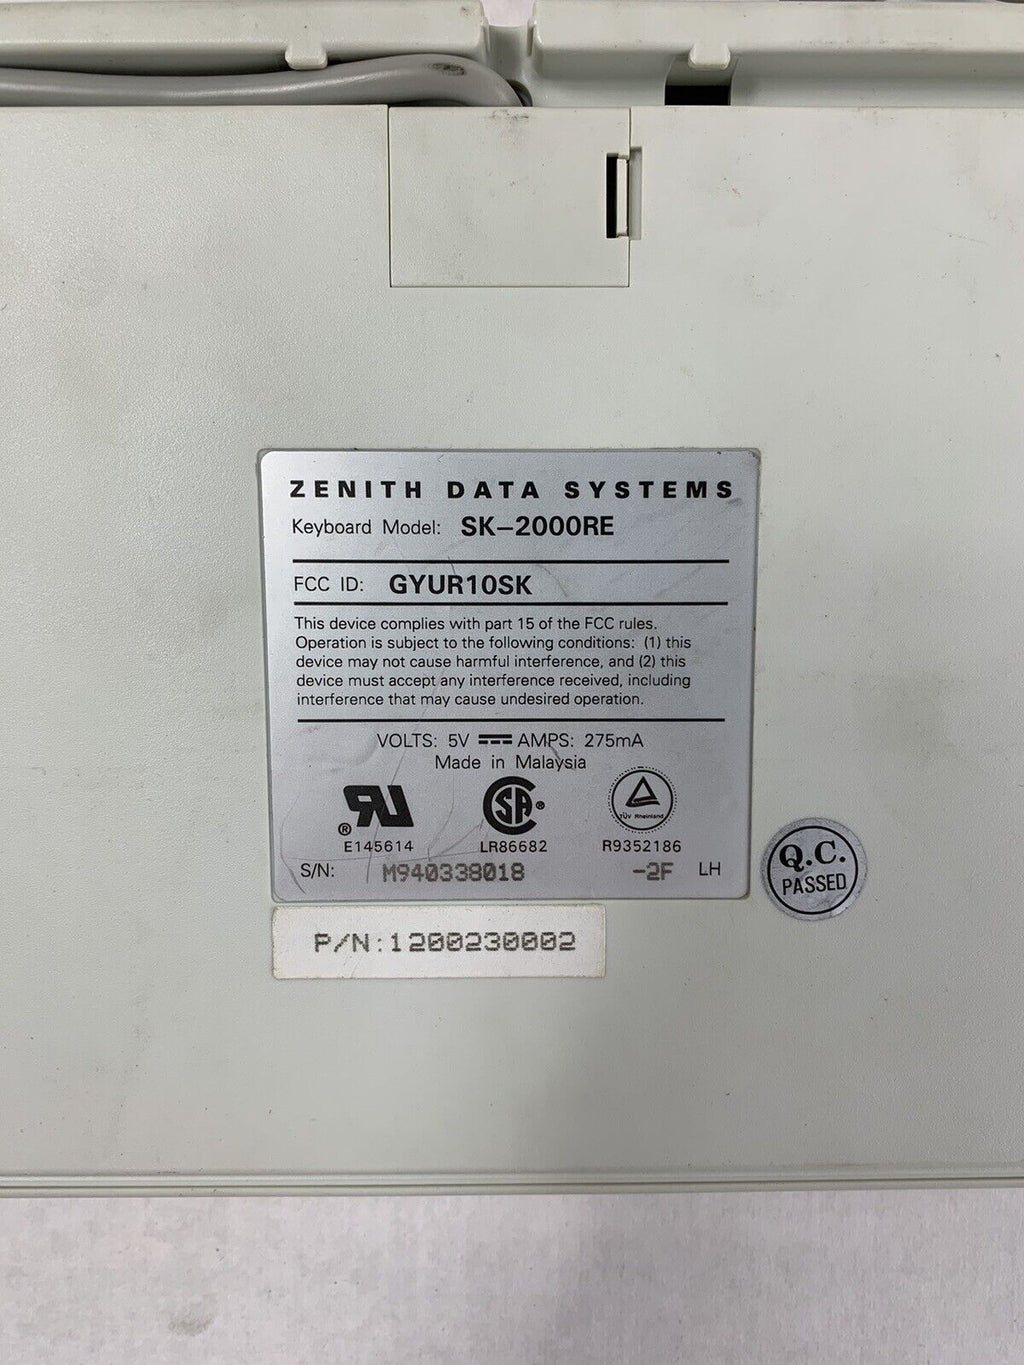 ZENITH DATA SYSTEMS
Keyboard Model: SK-2000RE
FCC ID: GYUR10SK
This device complies with part 15 of the FCC rules.
Operation is subject to the following conditions: (1) this
device may not cause harmful interference, and (2) this
device must accept any interference received, including
interference that may cause undesired operation.
VOLTS: 5V AMPS: 275mA
Made in Malaysia
TÜV Rheinland
E145614 LR86682 R9352186
S/N: M940338018 -2F LH
Q.C.
PASSED
P/N:1200230002